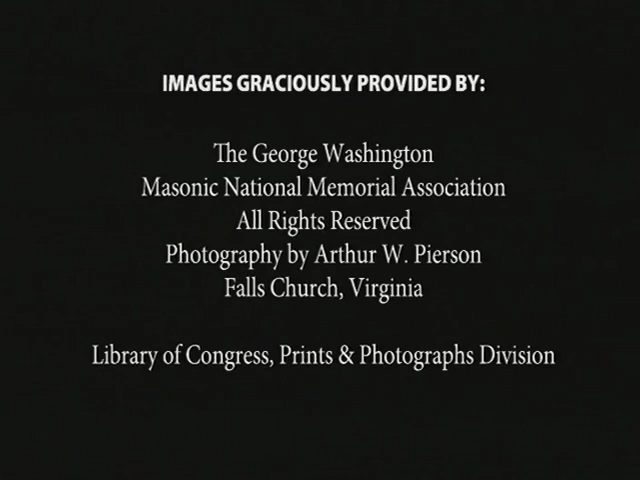 IMAGES GRACIOUSLY PROVIDED BY:
The George Washington
Masonic National Memorial Association
All Rights Reserved
Photography by Arthur W. Pierson
Falls Church, Virginia
Library of Congress, Prints & Photographs Division